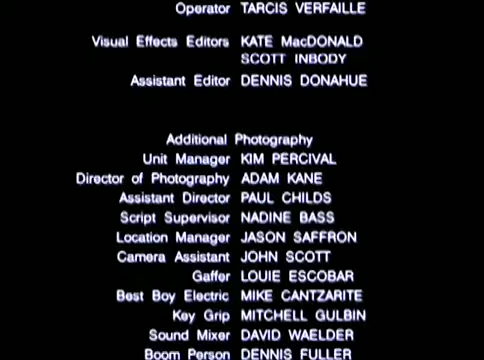 Operator TARCIS VERFAILLE
Visual Effects Editors KATE MacDONALD
SCOTT INBODY
Assistant Editor DENNIS DONAHUE
Additional Photography
Unit Manager KIM PERCIVAL
Director of Photography ADAM KANE
Assistant Director PAUL CHILDS
Script Supervisor NADINE BASS
Location Manager JASON SAFFRON
Camera Assistant JOHN SCOTT
Gaffer LOUIE ESCOBAR
Best Boy Electric MIKE CANTZARITE
Key Grip MITCHELL GULBIN
Sound Mixer DAVID WAELDER
Boom Person DENNIS FULLER